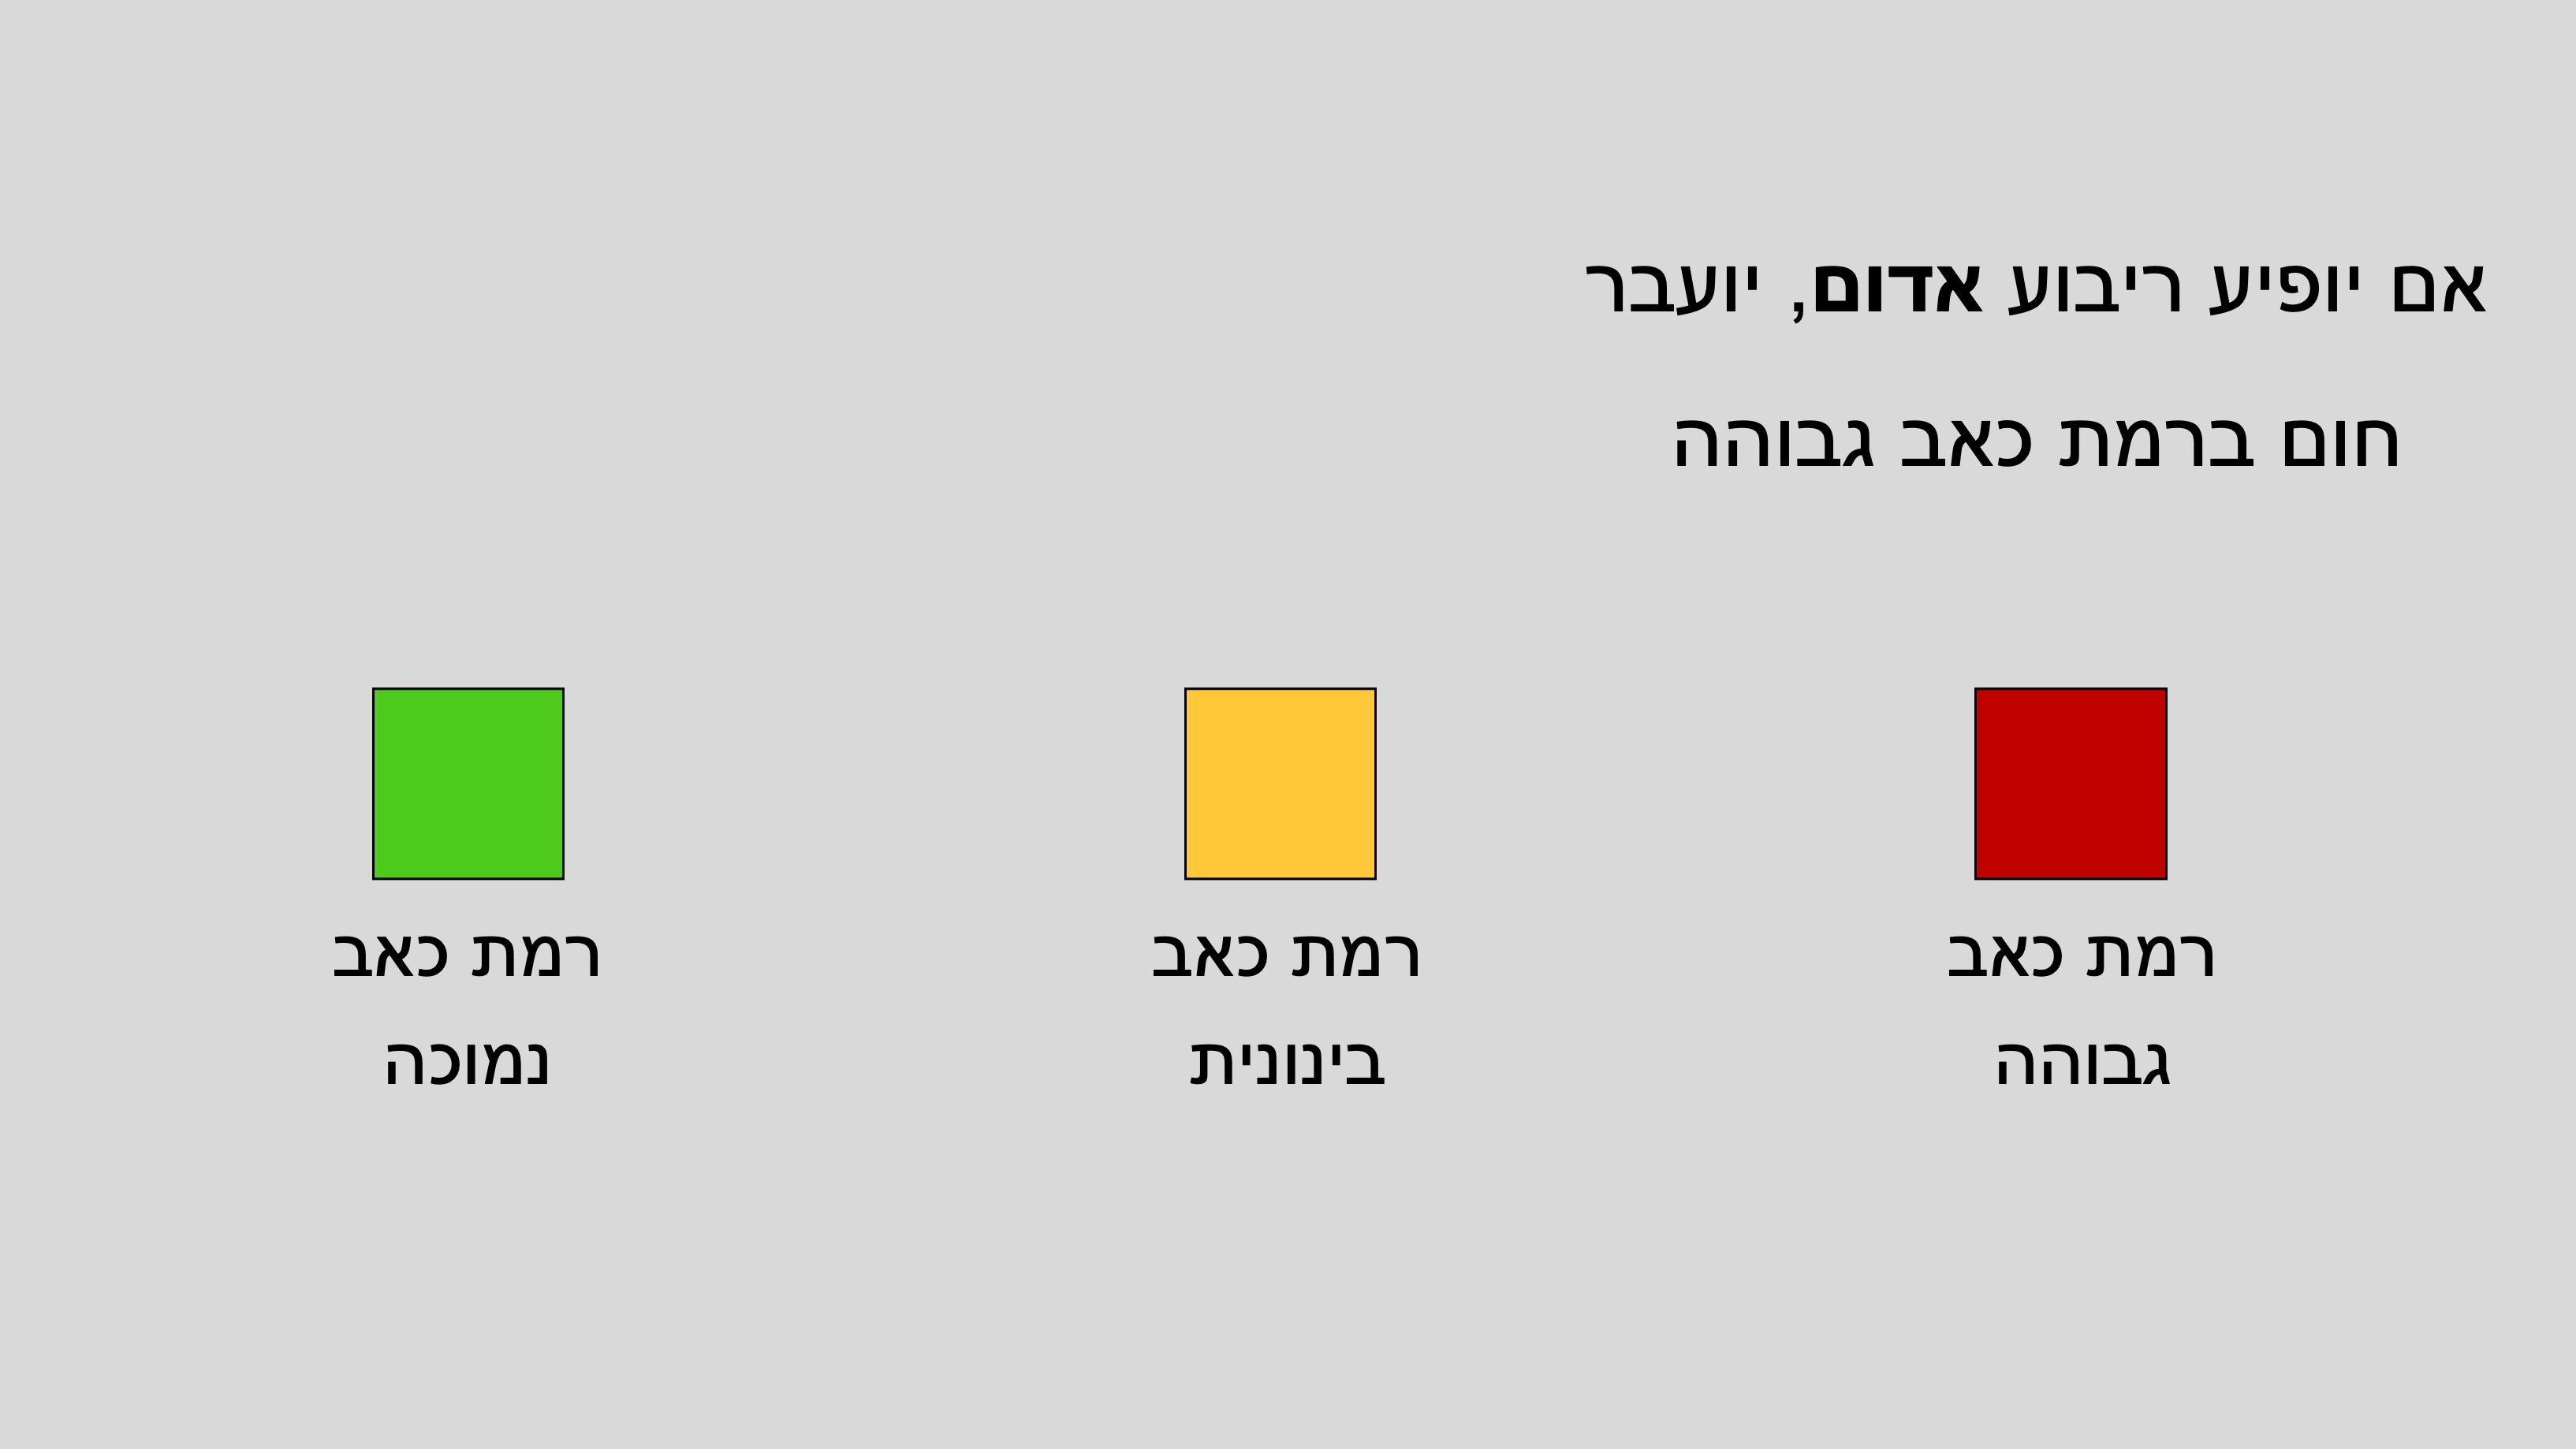 אם יופיע ריבוע אדום, יועבר
חום ברמת כאב גבוהה
רמת כאב
גבוהה
רמת כאב
בינונית
רמת כאב
נמוכה